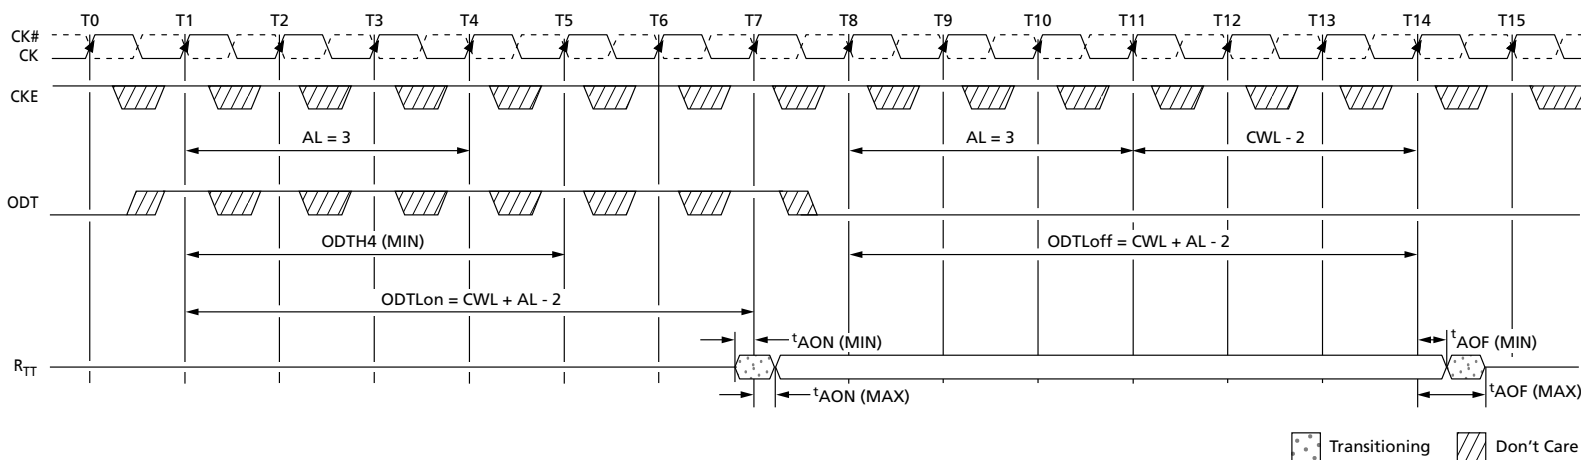 T0 T1 T2 T3 T4 T5 T6 T7 T8 T9 T10 T11 T12 T13 T14 T15
CK#
CK
CKE
AL = 3 AL = 3 CWL - 2
ODT
ODTH4 (MIN) ODTLoff = CWL + AL - 2
ODTLon = CWL + AL - 2
tAON (MIN) tAOF (MIN)
RTT
tAON (MAX) tAOF (MAX)
Transitioning Don't Care